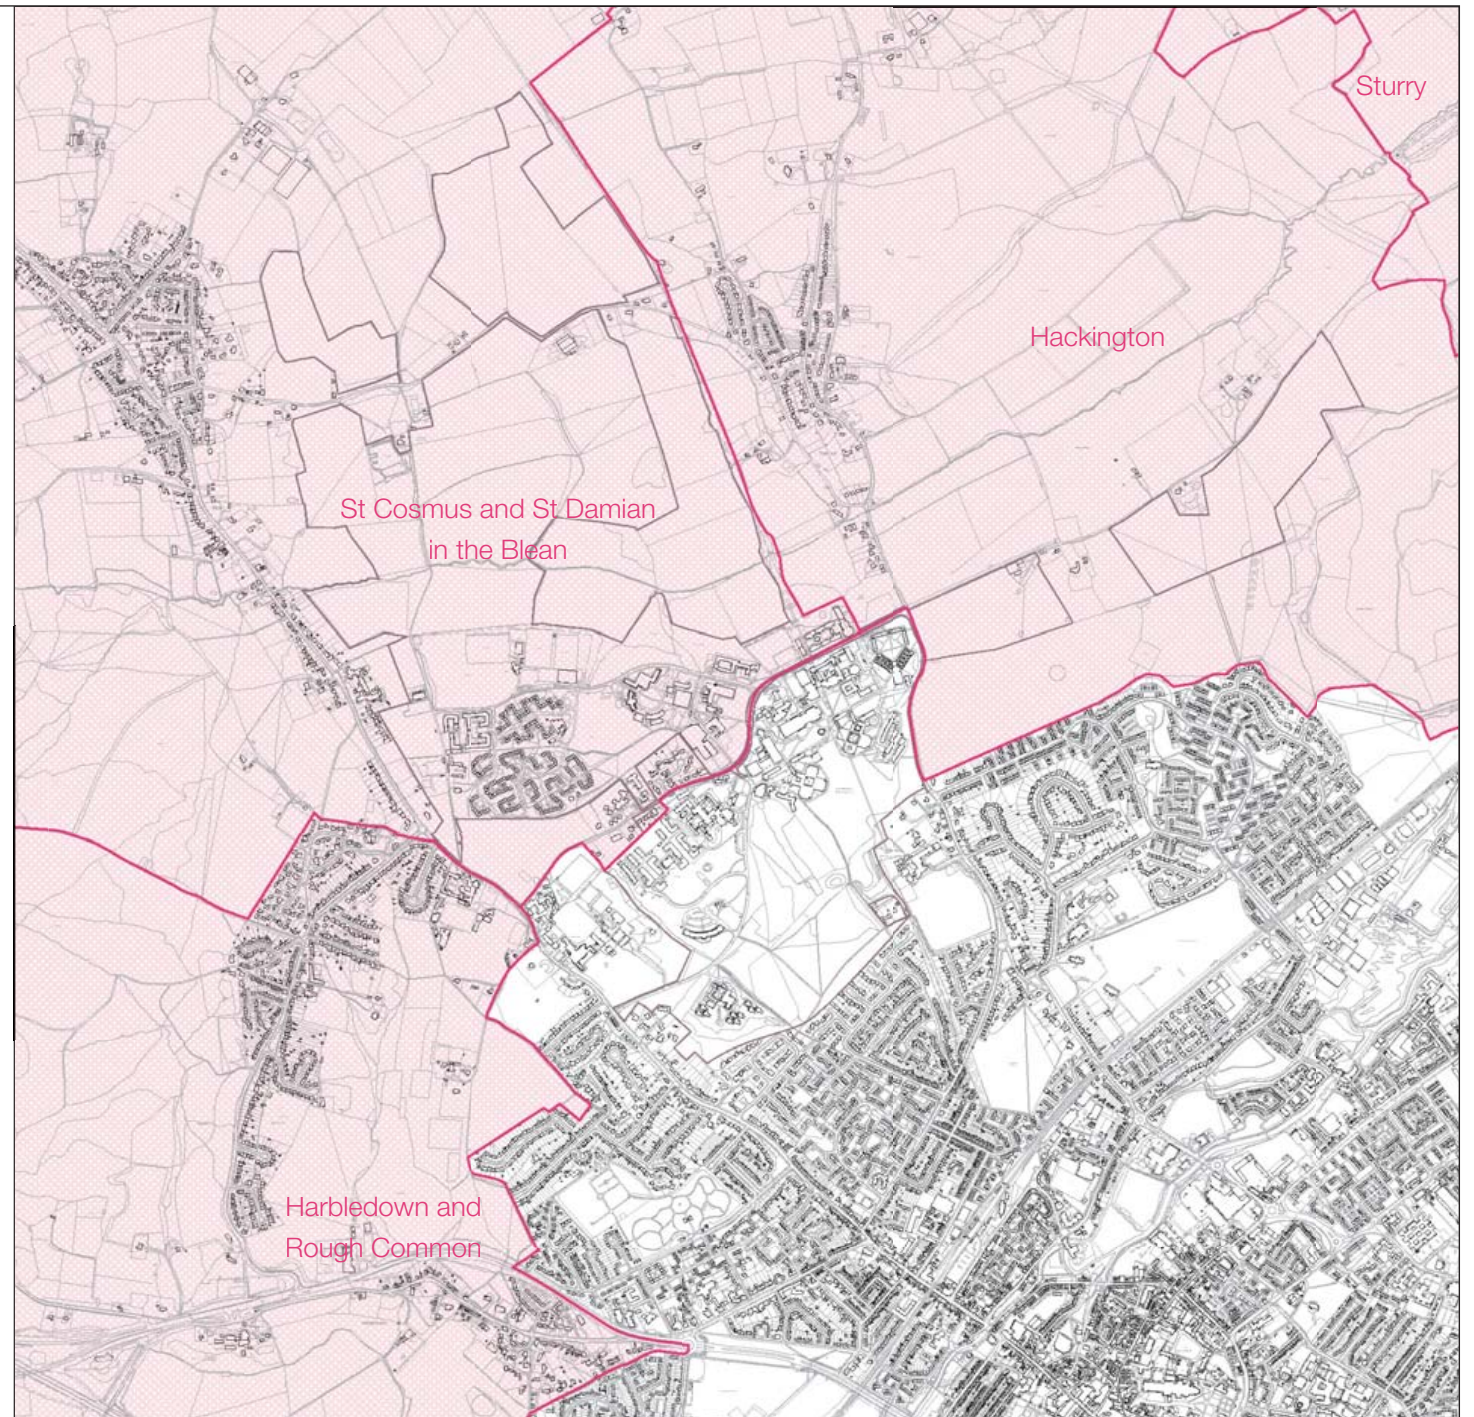 Sturry
Hackington
St Cosmus and St Damian
in the Blean
Harbledown and
Rough Common